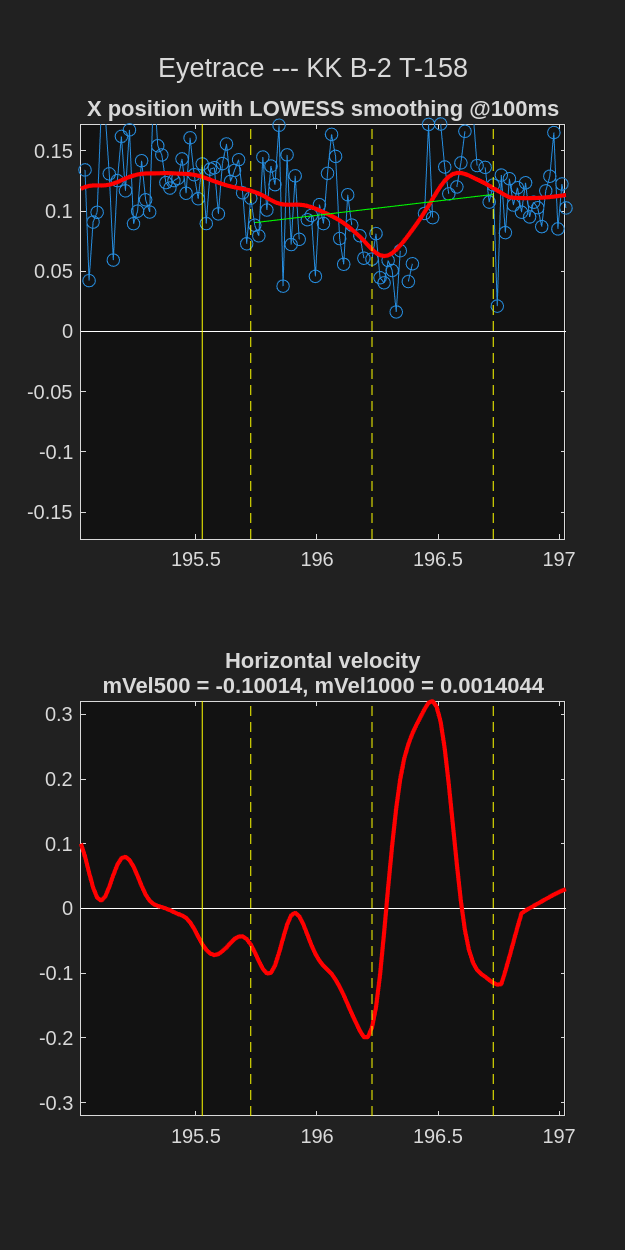 Eyetrace --- KK B-2 T-158
X position with LOWESS smoothing @100ms
0.15
0.1
0.05
0
-0.05
-0.1
-0.15
195.5 196 196.5 197
Horizontal velocity
mVel500 = -0.10014, mVel1000 = 0.0014044
0.3
0.2
0.1
0
-0.1
-0.2
-0.3
195.5 196 196.5 197